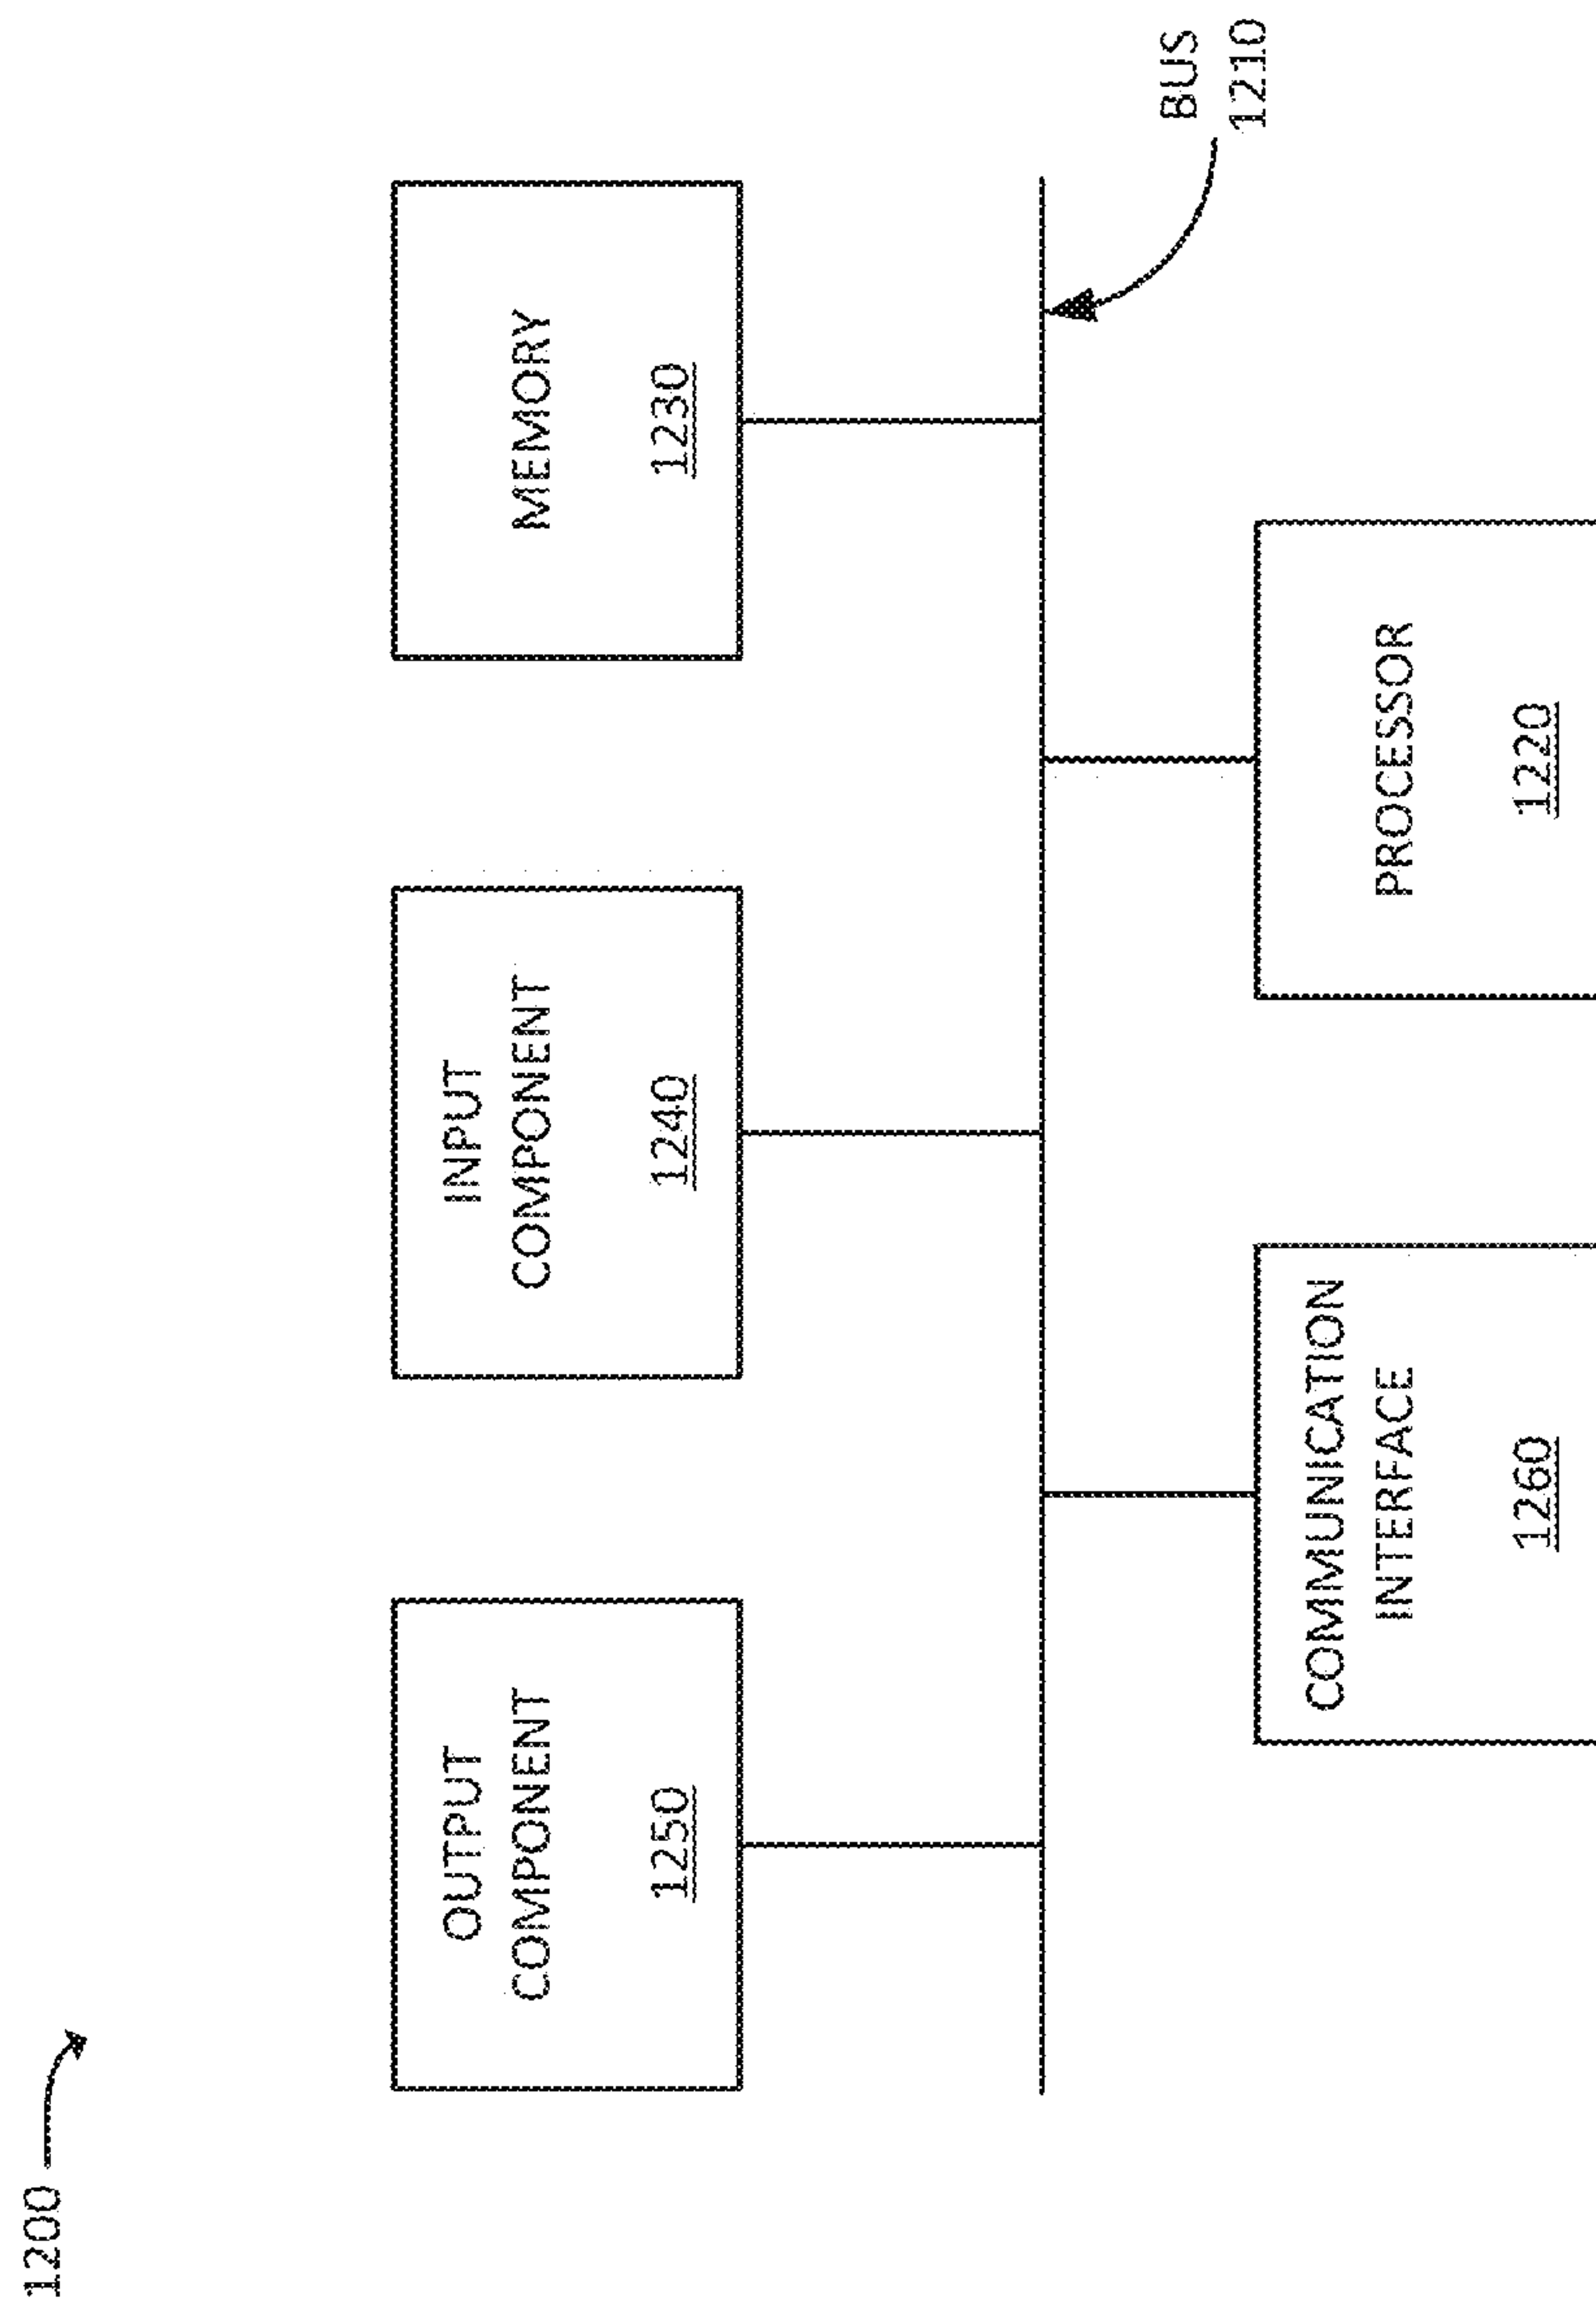 1200
OUTPUT
COMPONENT
1250
INPUT
COMPONENT
1240
MEMORY
1230
BUS
1210
COMMUNICATION
INTERFACE
1260
PROCESSOR
1220